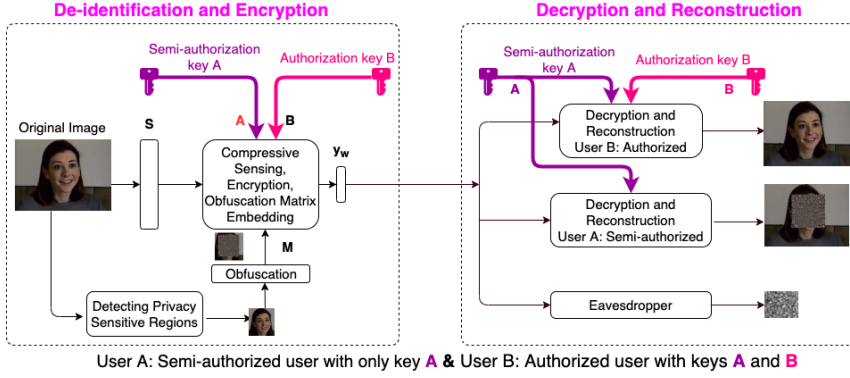 De-identification and Encryption
Semi-authorization
key A
Authorization key B
Original Image
S
A
B
y_w
Compressive
Sensing,
Encryption,
Obfuscation Matrix
Embedding
M
Obfuscation
Detecting Privacy
Sensitive Regions
Decryption and Reconstruction
Semi-authorization
key A
Authorization key B
A
B
Decryption and
Reconstruction
User B: Authorized
Decryption and
Reconstruction
User A: Semi-authorized
Eavesdropper
User A: Semi-authorized user with only key A & User B: Authorized user with keys A and B